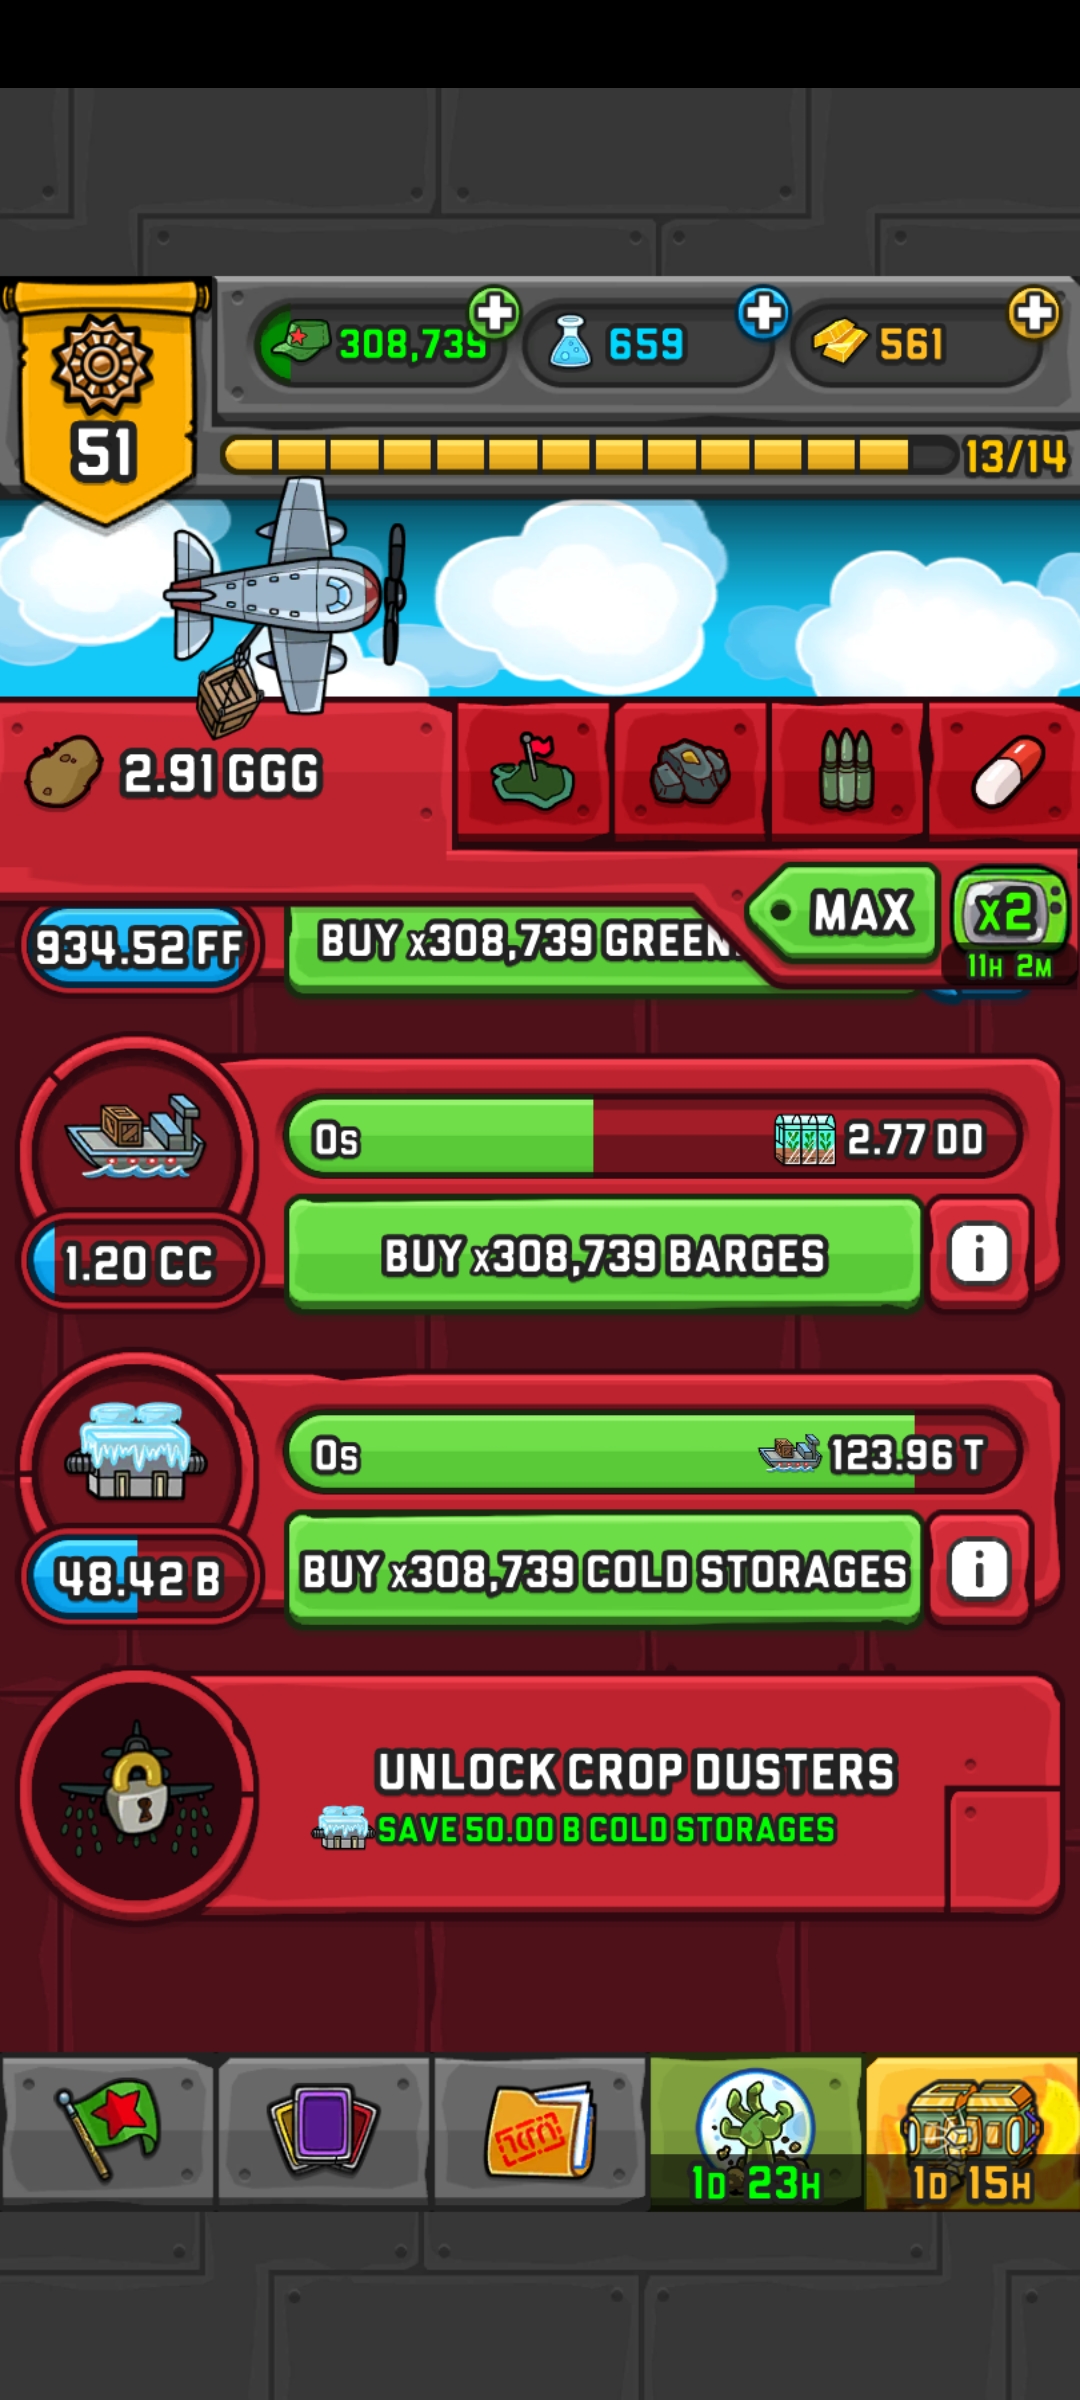 51
308,739
659
561
13/14
2.91 GGG
MAX
x2
11H 2M
934.52 FF
BUY x308,739 GREEN
0s
2.77 DD
1.20 CC
BUY x308,739 BARGES
i
0s
123.96 T
48.42 B
BUY x308,739 COLD STORAGES
i
UNLOCK CROP DUSTERS
SAVE 50.00 B COLD STORAGES
1D 23H
1D 15H